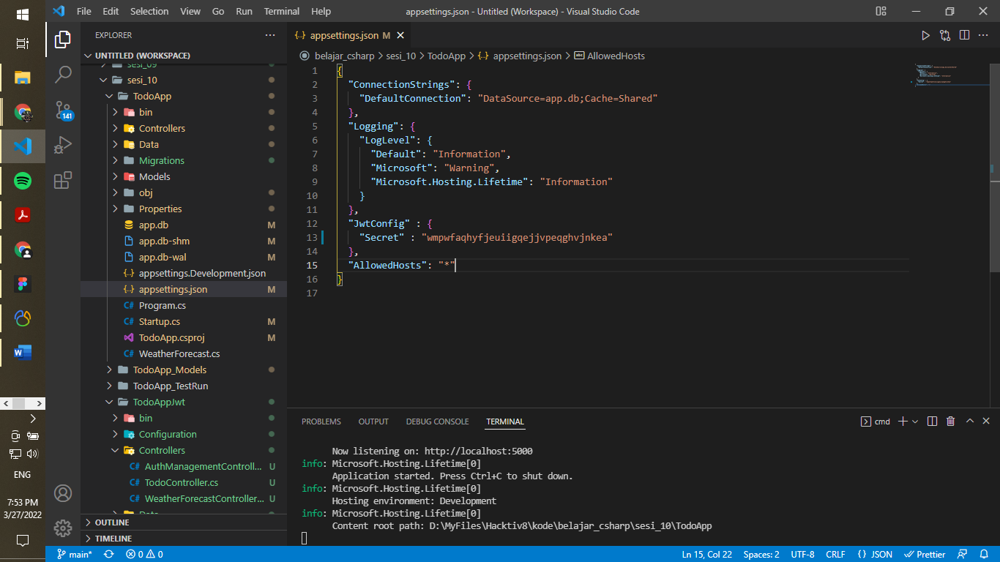 File Edit Selection View Go Run Terminal Help
appsettings.json - Untitled (Workspace) - Visual Studio Code
EXPLORER
UNTITLED (WORKSPACE)
sesi_09
sesi_10
TodoApp
bin
Controllers
Data
Migrations
Models
obj
Properties
app.db M
app.db-shm M
app.db-wal M
appsettings.Development.json
appsettings.json M
Program.cs
Startup.cs M
TodoApp.csproj M
WeatherForecast.cs
TodoApp_Models
TodoApp_TestRun
TodoAppJwt
bin
Configuration
Controllers
AuthManagementControll... U
TodoController.cs U
WeatherForecastController... U
OUTLINE
TIMELINE
141
appsettings.json M
belajar_csharp > sesi_10 > TodoApp > appsettings.json > AllowedHosts
1 {
2 "ConnectionStrings": {
3 "DefaultConnection": "DataSource=app.db;Cache=Shared"
4 },
5 "Logging": {
6 "LogLevel": {
7 "Default": "Information",
8 "Microsoft": "Warning",
9 "Microsoft.Hosting.Lifetime": "Information"
10 }
11 },
12 "JwtConfig" : {
13 "Secret" : "wmpwfaqhyfjeuiigqejjvpeqghvjnkea"
14 },
15 "AllowedHosts": "*"
16 }
17
PROBLEMS OUTPUT DEBUG CONSOLE TERMINAL
cmd
Now listening on: http://localhost:5000
info: Microsoft.Hosting.Lifetime[0]
Application started. Press Ctrl+C to shut down.
info: Microsoft.Hosting.Lifetime[0]
Hosting environment: Development
info: Microsoft.Hosting.Lifetime[0]
Content root path: D:\MyFiles\Hacktiv8\kode\belajar_csharp\sesi_10\TodoApp
ENG
7:53 PM
3/27/2022
main* 0 0
Ln 15, Col 22 Spaces: 2 UTF-8 CRLF {} JSON Prettier